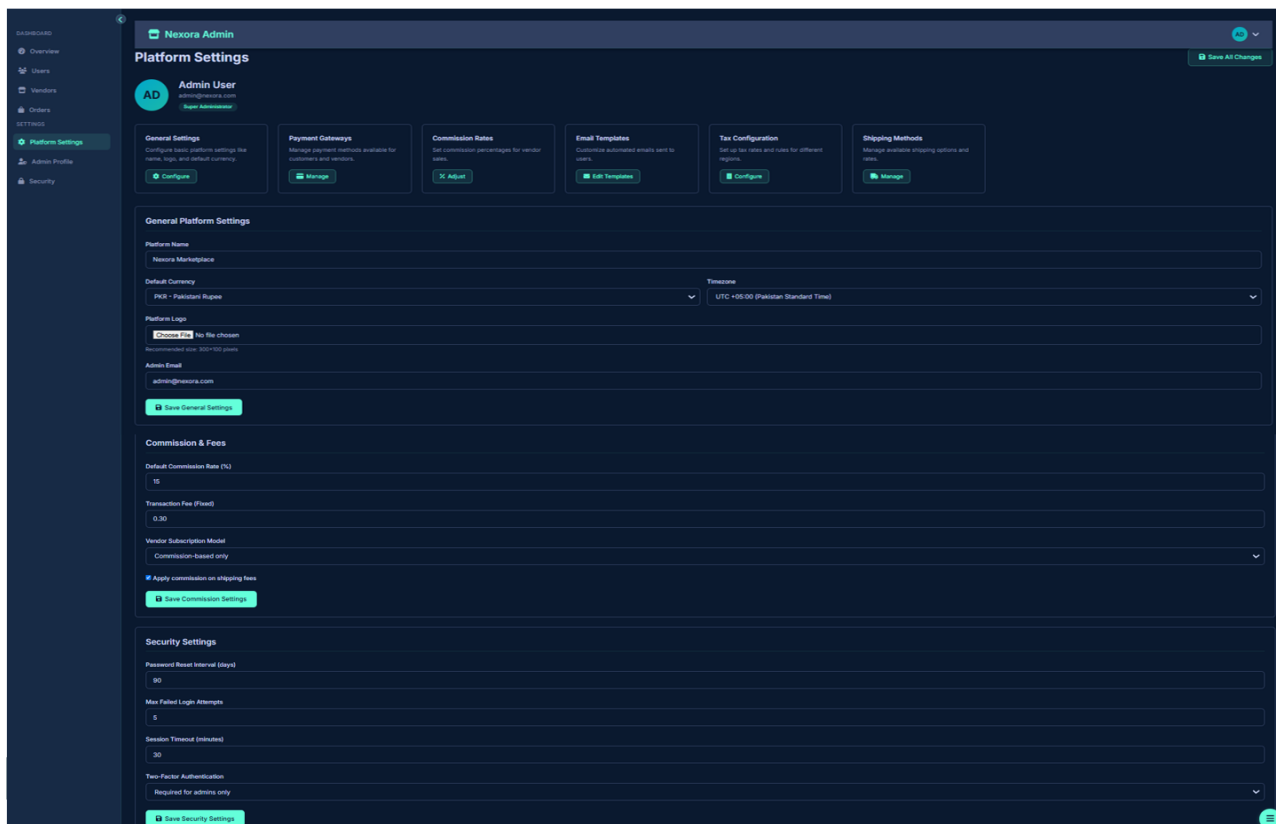 DASHBOARD
Overview
Users
Vendors
Orders
SETTINGS
Platform Settings
Admin Profile
Security
Nexora Admin
AD
Platform Settings
Save All Changes
AD
Admin User
admin@nexora.com
Super Administrator
General Settings
Configure basic platform settings like
name, logo, and default currency.
Configure
Payment Gateways
Manage payment methods available for
customers and vendors.
Manage
Commission Rates
Set commission percentages for vendor
sales.
Adjust
Email Templates
Customize automated emails sent to
users.
Edit Templates
Tax Configuration
Set up tax rates and rules for different
regions.
Configure
Shipping Methods
Manage available shipping options and
rates.
Manage
General Platform Settings
Platform Name
Nexora Marketplace
Default Currency
Timezone
PKR - Pakistani Rupee
UTC +05:00 (Pakistan Standard Time)
Platform Logo
Choose File No file chosen
Recommended size: 300×100 pixels
Admin Email
admin@nexora.com
Save General Settings
Commission & Fees
Default Commission Rate (%)
15
Transaction Fee (Fixed)
0.30
Vendor Subscription Model
Commission-based only
Apply commission on shipping fees
Save Commission Settings
Security Settings
Password Reset Interval (days)
90
Max Failed Login Attempts
5
Session Timeout (minutes)
30
Two-Factor Authentication
Required for admins only
Save Security Settings